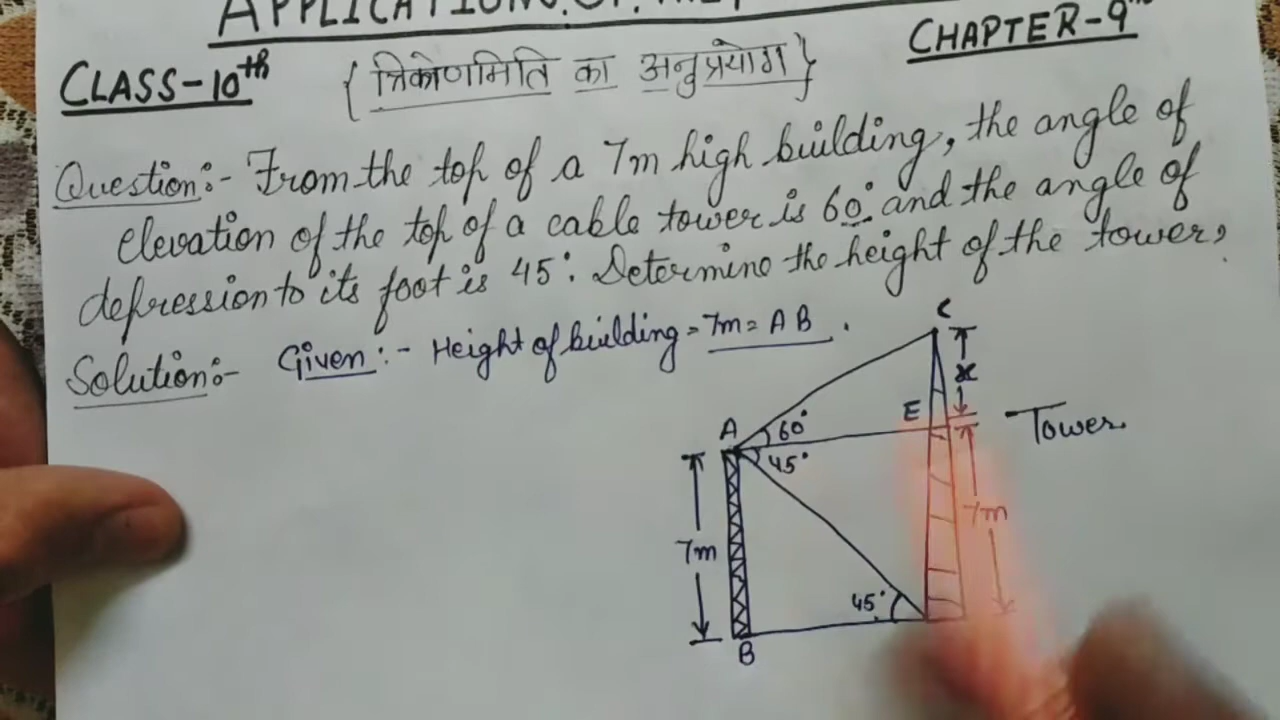 APPLICATIONS OF
CLASS-10th
{त्रिकोणमिति का अनुप्रयोग}
CHAPTER-9
Question:- From the top of a 7m high building, the angle of
elevation of the top of a cable tower is 60° and the angle of
depression to its foot is 45°. Determine the height of the tower.
Solution:- Given:- Height of building = 7m = AB.
C
x
E
Tower
A
60°
45°
7m
7m
45°
B